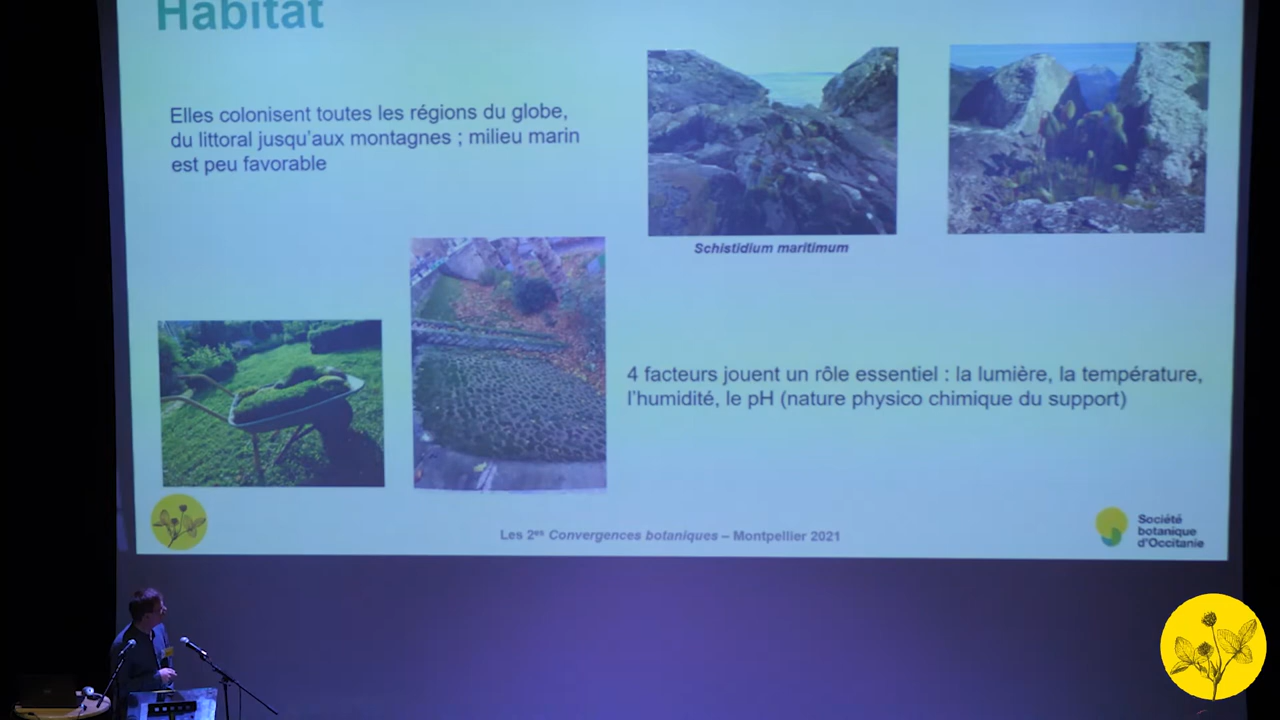 Habitat
Elles colonisent toutes les régions du globe,
du littoral jusqu'aux montagnes ; milieu marin
est peu favorable
Schistidium maritimum
4 facteurs jouent un rôle essentiel : la lumière, la température,
l'humidité, le pH (nature physico chimique du support)
Les 2es Convergences botaniques – Montpellier 2021
Société
botanique
d'Occitanie